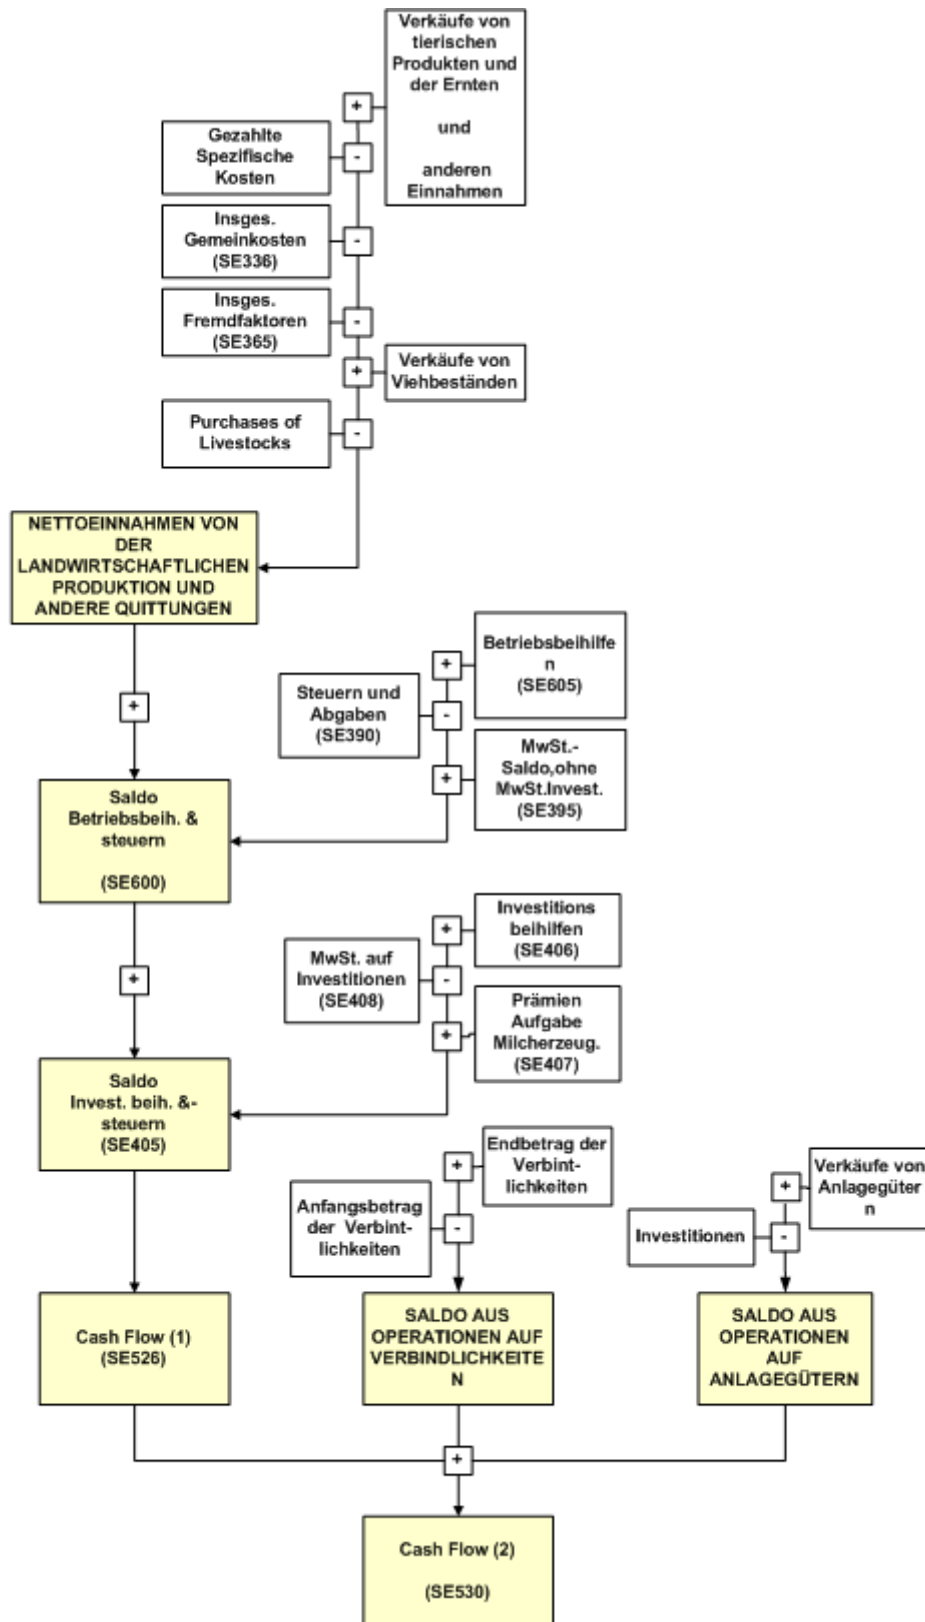 Verkäufe von
tierischen
Produkten und
der Ernten
und
anderen
Einnahmen
+
Gezahlte
Spezifische
Kosten
-
Insges.
Gemeinkosten
(SE336)
-
Insges.
Fremdfaktoren
(SE365)
-
+
Verkäufe von
Viehbeständen
Purchases of
Livestocks
-
NETTOEINNAHMEN VON
DER
LANDWIRTSCHAFTLICHEN
PRODUKTION UND
ANDERE QUITTUNGEN
+
Betriebsbeihilfe
n
(SE605)
+
Steuern und
Abgaben
(SE390)
-
MwSt.-
Saldo,ohne
MwSt.Invest.
(SE395)
+
Saldo
Betriebsbeih. &
steuern
(SE600)
+
Investitions
beihilfen
(SE406)
+
MwSt. auf
Investitionen
(SE408)
-
Prämien
Aufgabe
Milcherzeug.
(SE407)
+
Saldo
Invest. beih. &-
steuern
(SE405)
Endbetrag der
Verbint-
lichkeiten
+
Anfangsbetrag
der Verbint-
lichkeiten
-
Verkäufe von
Anlagegüter
n
+
Investitionen
-
Cash Flow (1)
(SE526)
SALDO AUS
OPERATIONEN AUF
VERBINDLICHKEITE
N
SALDO AUS
OPERATIONEN
AUF
ANLAGEGÜTERN
+
Cash Flow (2)
(SE530)